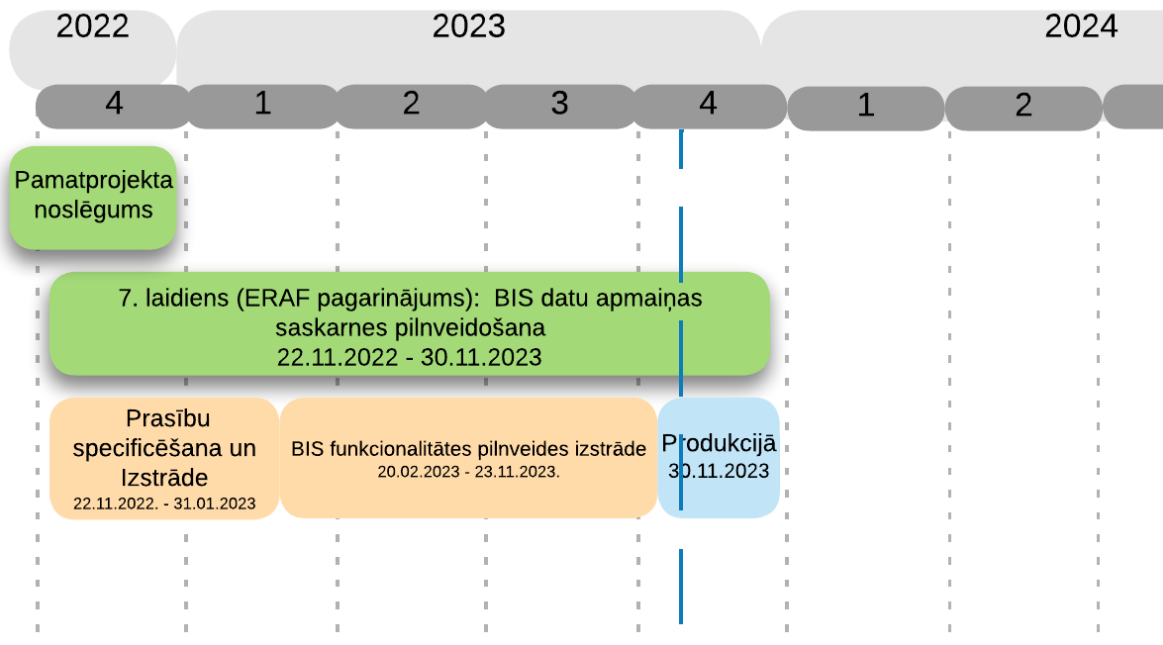 2022
2023
2024
4
1
2
3
4
1
2
Pamatprojekta
noslēgums
7. laidiens (ERAF pagarinājums): BIS datu apmaiņas
saskarnes pilnveidošana
22.11.2022 - 30.11.2023
Prasību
specificēšana un
Izstrāde
22.11.2022. - 31.01.2023
BIS funkcionalitātes pilnveides izstrāde
20.02.2023 - 23.11.2023.
Produkcijā
30.11.2023